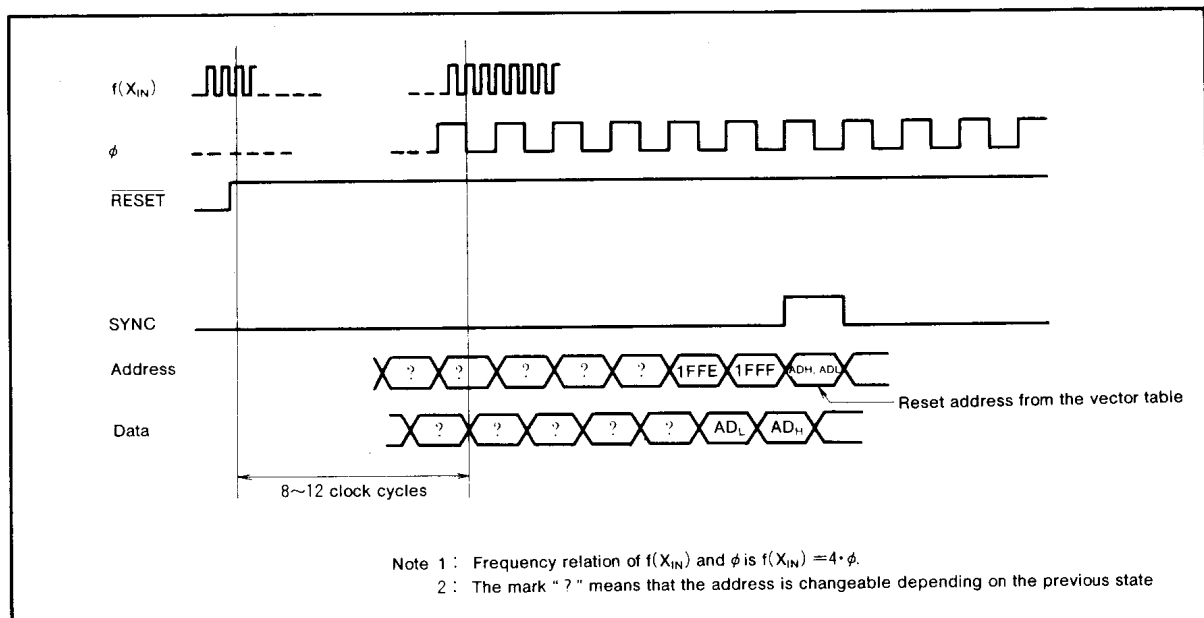 f(XIN)
φ
RESET
SYNC
Address
? ? ? ? ? 1FFE 1FFF ADH, ADL
Reset address from the vector table
Data
? ? ? ? ? ADL ADH
8~12 clock cycles
Note 1 : Frequency relation of f(XIN) and φ is f(XIN) =4·φ.
2 : The mark “ ? ” means that the address is changeable depending on the previous state